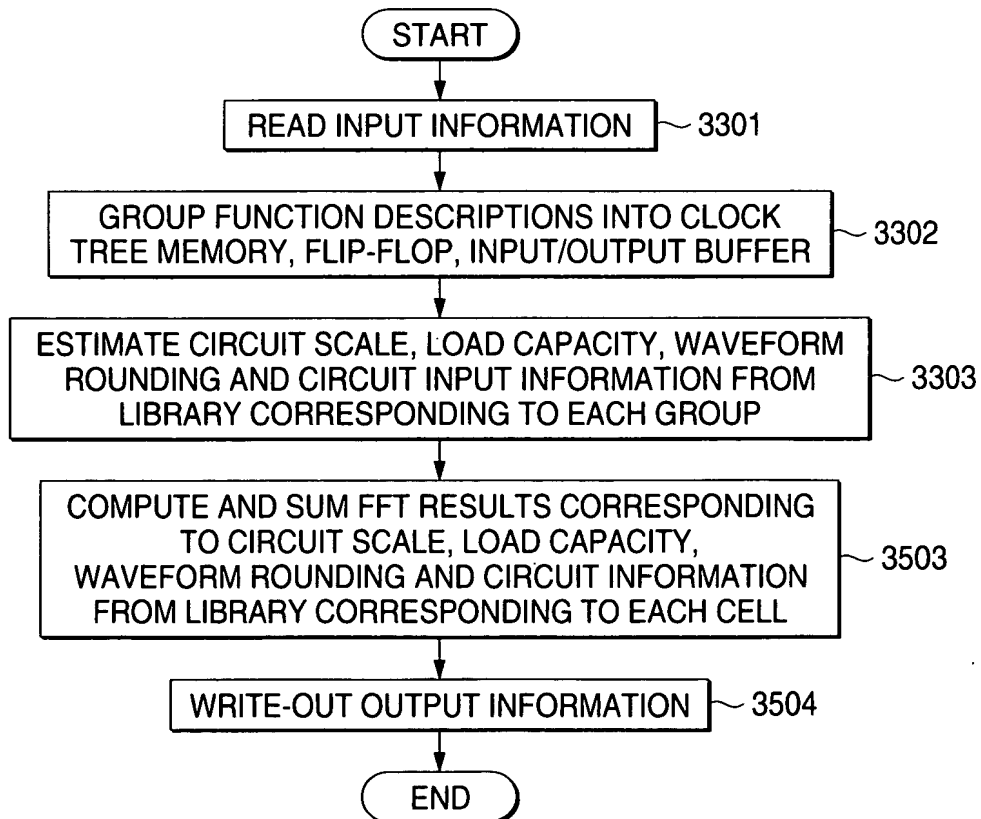 START
READ INPUT INFORMATION
3301
GROUP FUNCTION DESCRIPTIONS INTO CLOCK
TREE MEMORY, FLIP-FLOP, INPUT/OUTPUT BUFFER
3302
ESTIMATE CIRCUIT SCALE, LOAD CAPACITY, WAVEFORM
ROUNDING AND CIRCUIT INPUT INFORMATION FROM
LIBRARY CORRESPONDING TO EACH GROUP
3303
COMPUTE AND SUM FFT RESULTS CORRESPONDING
TO CIRCUIT SCALE, LOAD CAPACITY,
WAVEFORM ROUNDING AND CIRCUIT INFORMATION
FROM LIBRARY CORRESPONDING TO EACH CELL
3503
WRITE-OUT OUTPUT INFORMATION
3504
END